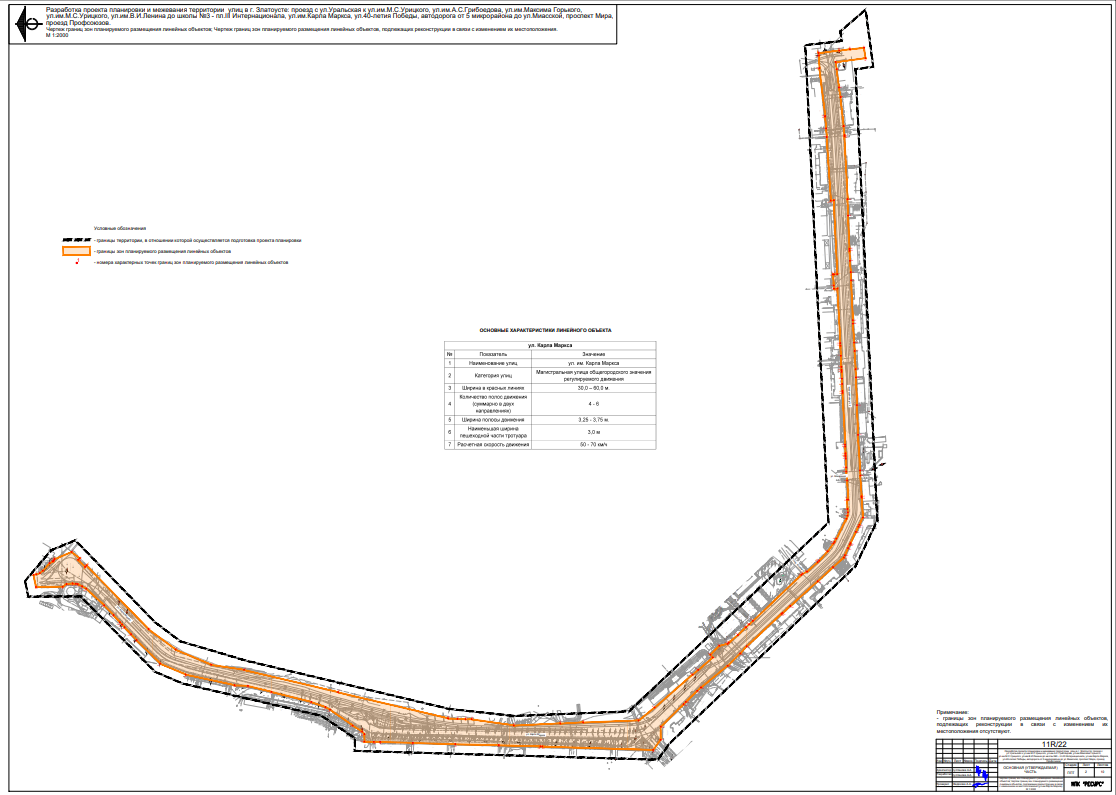 Разработка проекта планировки и межевания территории улиц в г. Златоусте: проезд с ул.Уральская к ул.им.М.С.Урицкого, ул.им.А.С.Грибоедова, ул.им.Максима Горького,
ул.им.М.С.Урицкого, ул.им.В.И.Ленина до школы №3 - пл.III Интернационала, ул.им.Карла Маркса, ул.40-летия Победы, автодорога от 5 микрорайона до ул.Миасской, проспект Мира,
проезд Профсоюзов.
Чертеж границ зон планируемого размещения линейных объектов; Чертеж границ зон планируемого размещения линейных объектов, подлежащих реконструкции в связи с изменением их местоположения.
М 1:2000
Условные обозначения
- границы территории, в отношении которой осуществляется подготовка проекта планировки
- границы зон планируемого размещения линейных объектов
- номера характерных точек границ зон планируемого размещения линейных объектов
ОСНОВНЫЕ ХАРАКТЕРИСТИКИ ЛИНЕЙНОГО ОБЪЕКТА
ул. Карла Маркса
№ Показатель Значение
1 Наименование улиц ул. им. Карла Маркса
2 Категория улиц Магистральная улица общегородского значения
регулируемого движения
3 Ширина в красных линиях 30,0 – 60,0 м.
4 Количество полос движения
(суммарно в двух
направлениях) 4 - 6
5 Ширина полосы движения 3,25 - 3,75 м.
6 Наименьшая ширина
пешеходной части тротуара 3,0 м
7 Расчетная скорость движения 50 - 70 км/ч
Примечание:
- границы зон планируемого размещения линейных объектов,
подлежащих реконструкции в связи с изменением их
местоположения отсутствуют.
11R/22
ОСНОВНАЯ (УТВЕРЖДАЕМАЯ)
ЧАСТЬ
НПК "РЕСУРС"